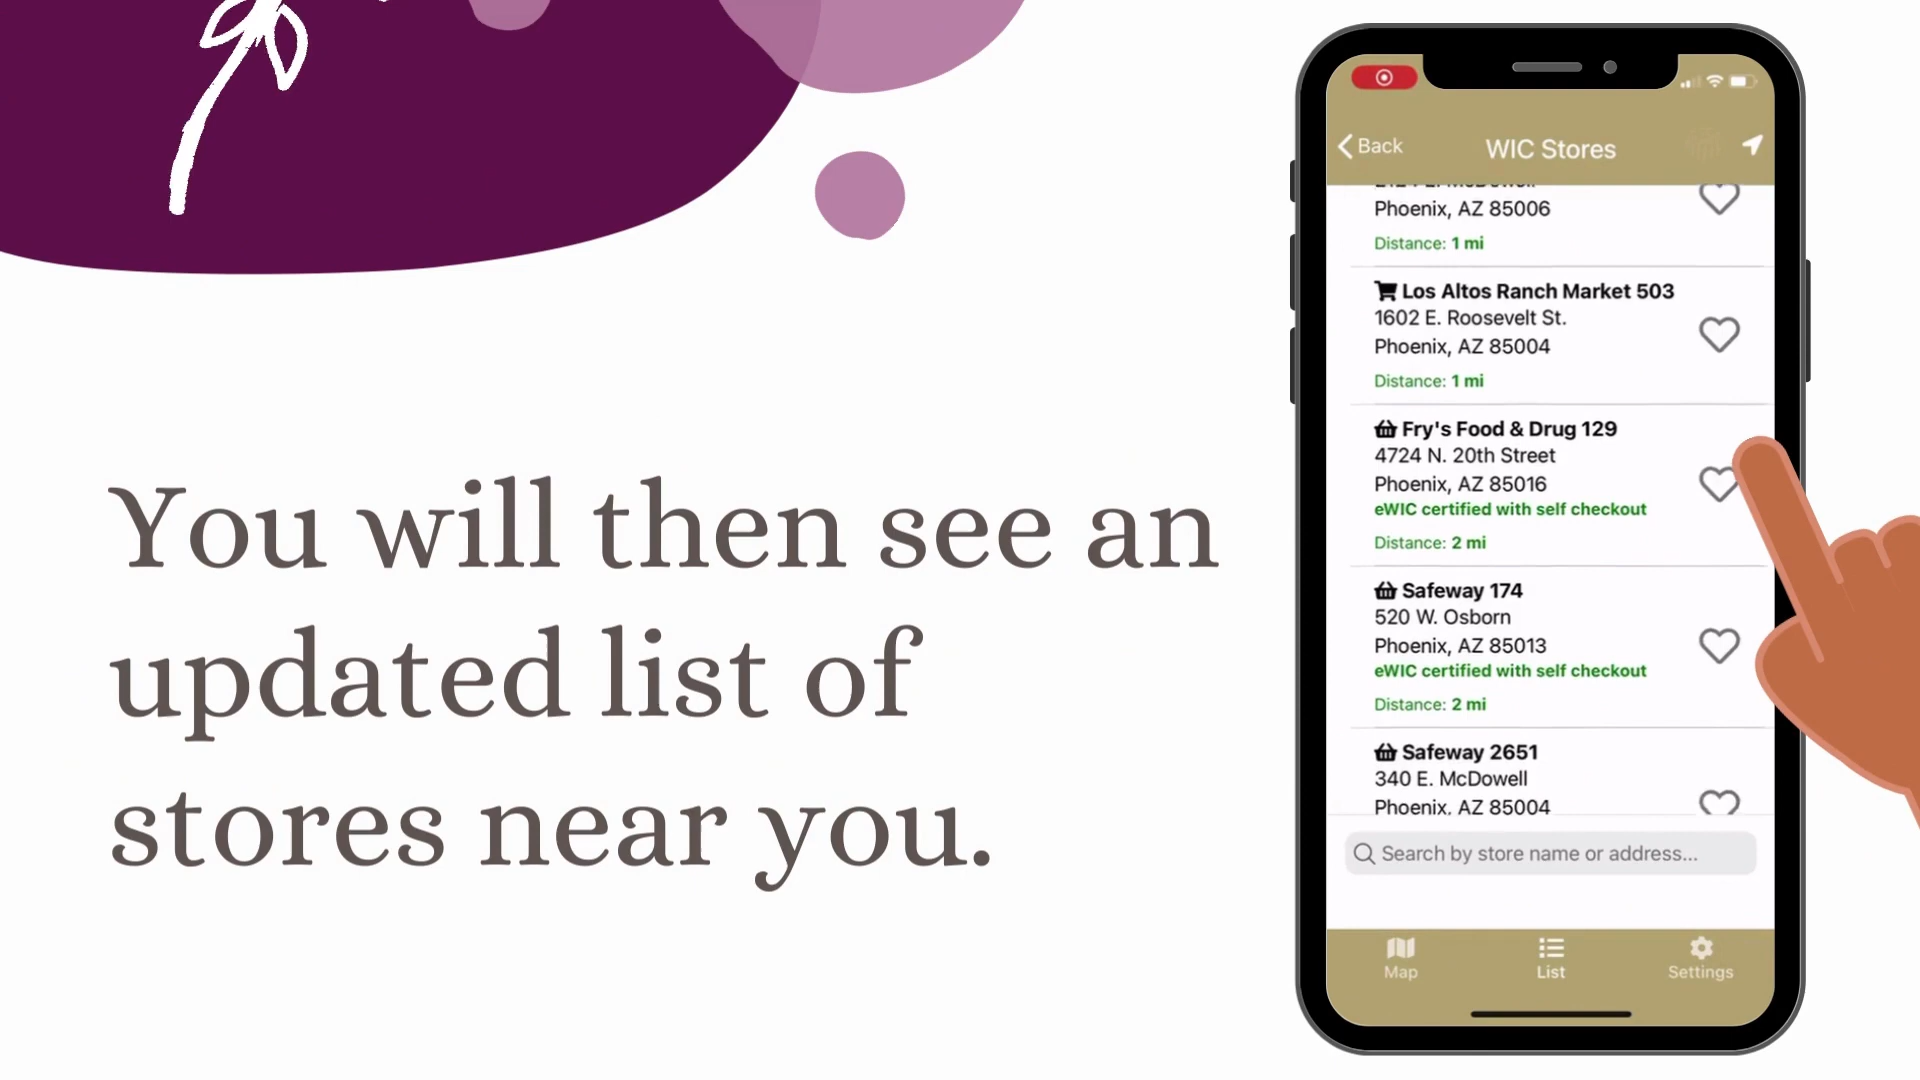 You will then see an
updated list of
stores near you.
Back
WIC Stores
Phoenix, AZ 85006
Distance: 1 mi
Los Altos Ranch Market 503
1602 E. Roosevelt St.
Phoenix, AZ 85004
Distance: 1 mi
Fry's Food & Drug 129
4724 N. 20th Street
Phoenix, AZ 85016
eWIC certified with self checkout
Distance: 2 mi
Safeway 174
520 W. Osborn
Phoenix, AZ 85013
eWIC certified with self checkout
Distance: 2 mi
Safeway 2651
340 E. McDowell
Phoenix, AZ 85004
Search by store name or address...
Map
List
Settings